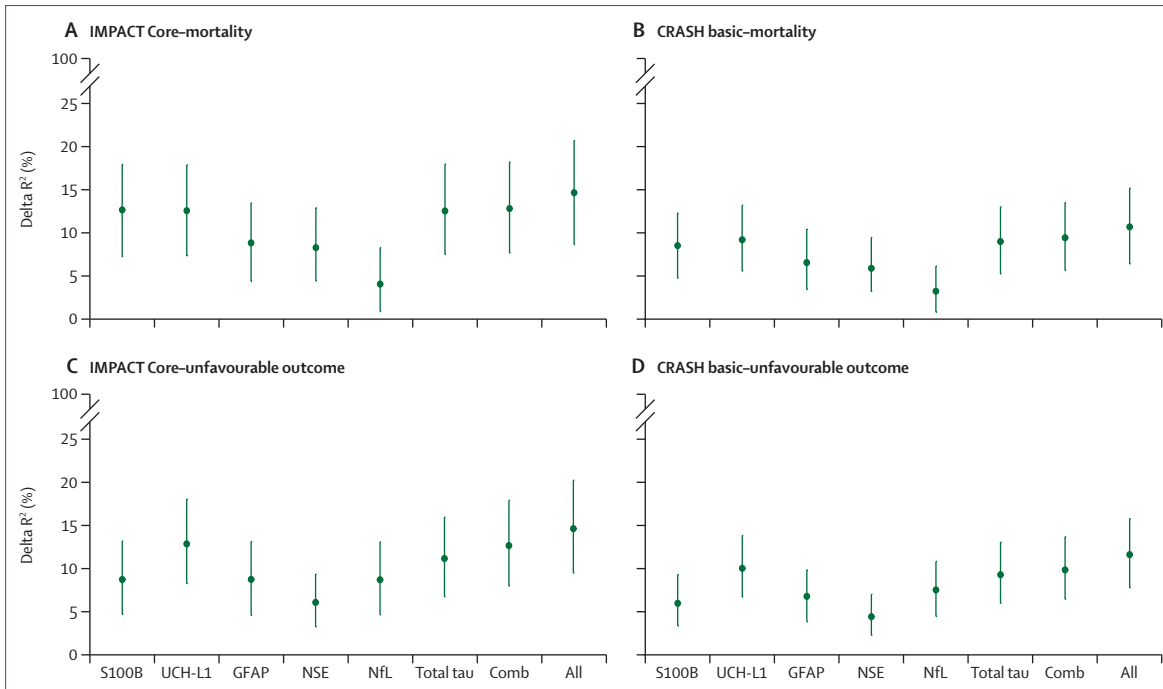 A IMPACT Core–mortality
100
25
20
15
10
5
0
Delta R² (%)
B CRASH basic–mortality
C IMPACT Core–unfavourable outcome
100
25
20
15
10
5
0
Delta R² (%)
S100B UCH-L1 GFAP NSE NfL Total tau Comb All
D CRASH basic–unfavourable outcome
S100B UCH-L1 GFAP NSE NfL Total tau Comb All